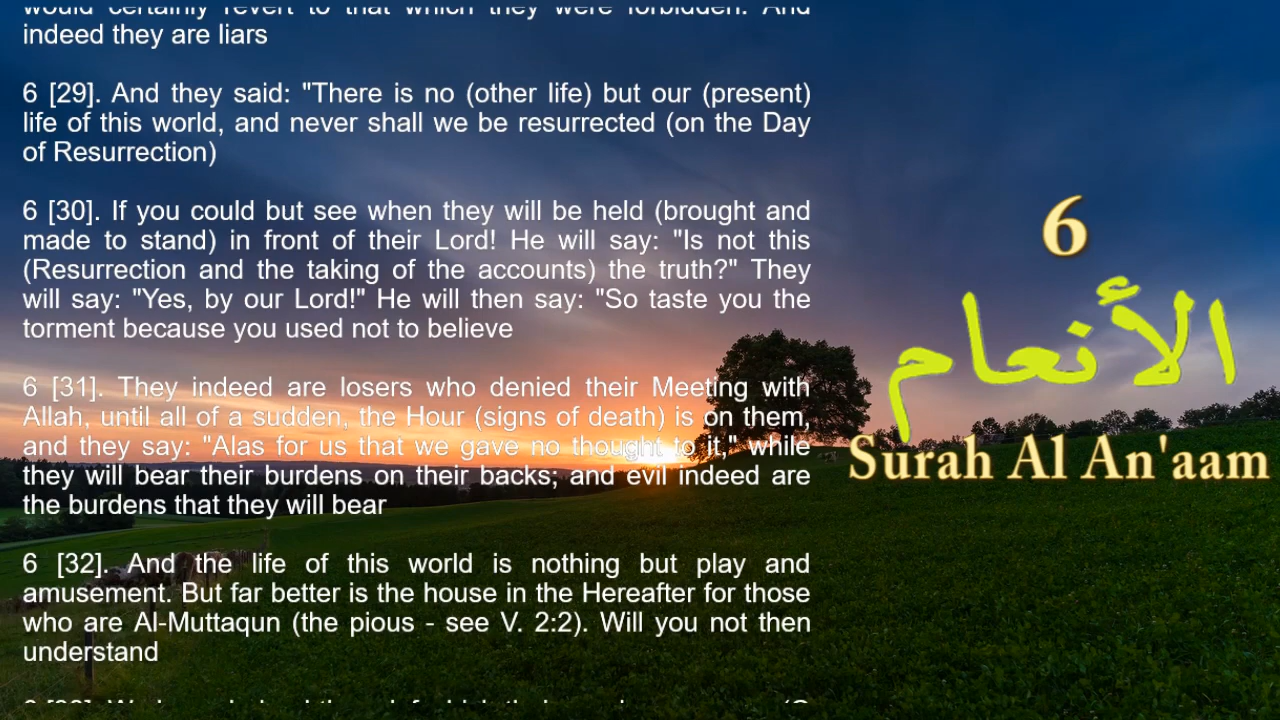 would certainly revert to that which they were forbidden. And
indeed they are liars
6 [29]. And they said: "There is no (other life) but our (present)
life of this world, and never shall we be resurrected (on the Day
of Resurrection)
6 [30]. If you could but see when they will be held (brought and
made to stand) in front of their Lord! He will say: "Is not this
(Resurrection and the taking of the accounts) the truth?" They
will say: "Yes, by our Lord!" He will then say: "So taste you the
torment because you used not to believe
6 [31]. They indeed are losers who denied their Meeting with
Allah, until all of a sudden, the Hour (signs of death) is on them,
and they say: "Alas for us that we gave no thought to it," while
they will bear their burdens on their backs; and evil indeed are
the burdens that they will bear
6 [32]. And the life of this world is nothing but play and
amusement. But far better is the house in the Hereafter for those
who are Al-Muttaqun (the pious - see V. 2:2). Will you not then
understand
6
الأنعام
Surah Al An'aam